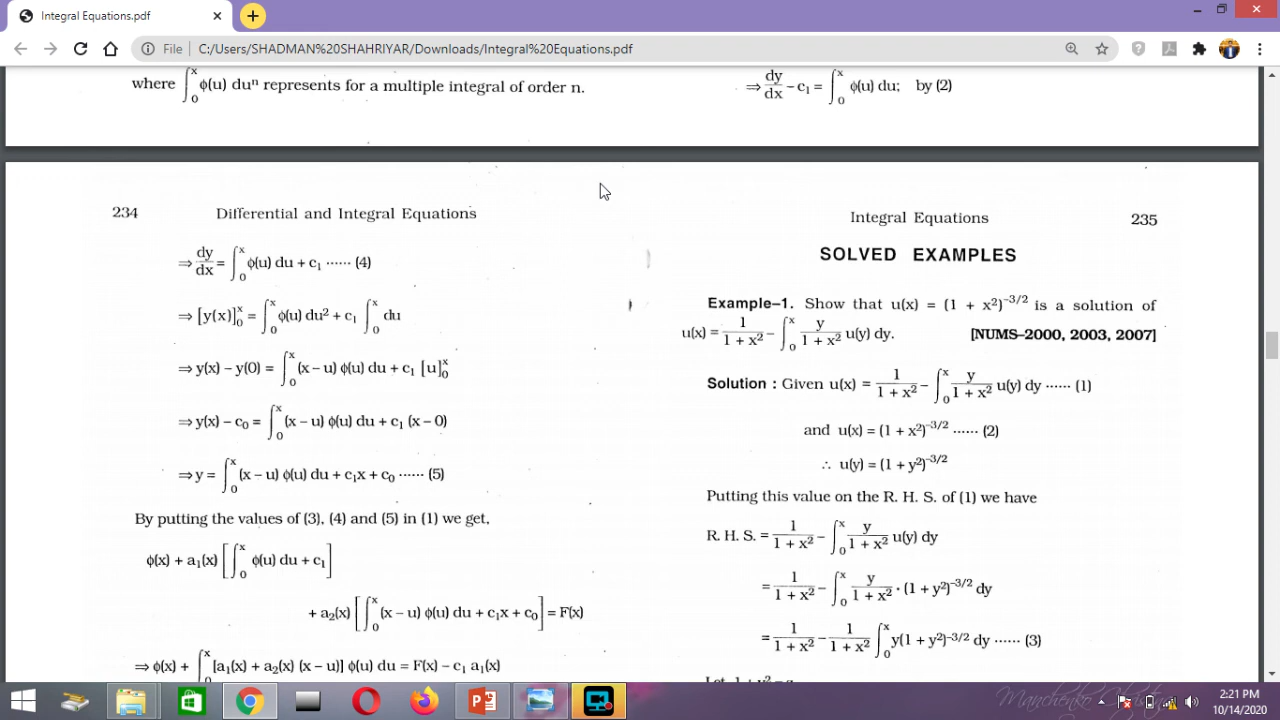 Integral Equations.pdf
File C:/Users/SHADMAN%20SHAHRIYAR/Downloads/Integral%20Equations.pdf
where ∫₀ˣ ϕ(u) duⁿ represents for a multiple integral of order n.
⇒ dy/dx – c₁ = ∫₀ˣ ϕ(u) du; by (2)
234 Differential and Integral Equations
⇒ dy/dx = ∫₀ˣ ϕ(u) du + c₁ ······ (4)
⇒ [y(x)]₀ˣ = ∫₀ˣ ϕ(u) du² + c₁ ∫₀ˣ du
⇒ y(x) – y(0) = ∫₀ˣ (x – u) ϕ(u) du + c₁ [u]₀ˣ
⇒ y(x) – c₀ = ∫₀ˣ (x – u) ϕ(u) du + c₁ (x – 0)
⇒ y = ∫₀ˣ (x – u) ϕ(u) du + c₁x + c₀ ······ (5)
By putting the values of (3), (4) and (5) in (1) we get,
ϕ(x) + a₁(x) [∫₀ˣ ϕ(u) du + c₁]
+ a₂(x) [∫₀ˣ (x – u) ϕ(u) du + c₁x + c₀] = F(x)
⇒ ϕ(x) + ∫₀ˣ [a₁(x) + a₂(x) (x – u)] ϕ(u) du = F(x) – c₁ a₁(x)
Integral Equations 235
SOLVED EXAMPLES
Example–1. Show that u(x) = (1 + x²)^–3/2 is a solution of
u(x) = 1/(1 + x²) – ∫₀ˣ y/(1 + x²) u(y) dy. [NUMS–2000, 2003, 2007]
Solution : Given u(x) = 1/(1 + x²) – ∫₀ˣ y/(1 + x²) u(y) dy ······ (1)
and u(x) = (1 + x²)^–3/2 ······ (2)
∴ u(y) = (1 + y²)^–3/2
Putting this value on the R. H. S. of (1) we have
R. H. S. = 1/(1 + x²) – ∫₀ˣ y/(1 + x²) u(y) dy
= 1/(1 + x²) – ∫₀ˣ y/(1 + x²) · (1 + y²)^–3/2 dy
= 1/(1 + x²) – 1/(1 + x²) ∫₀ˣ y(1 + y²)^–3/2 dy ······ (3)
2:21 PM
10/14/2020